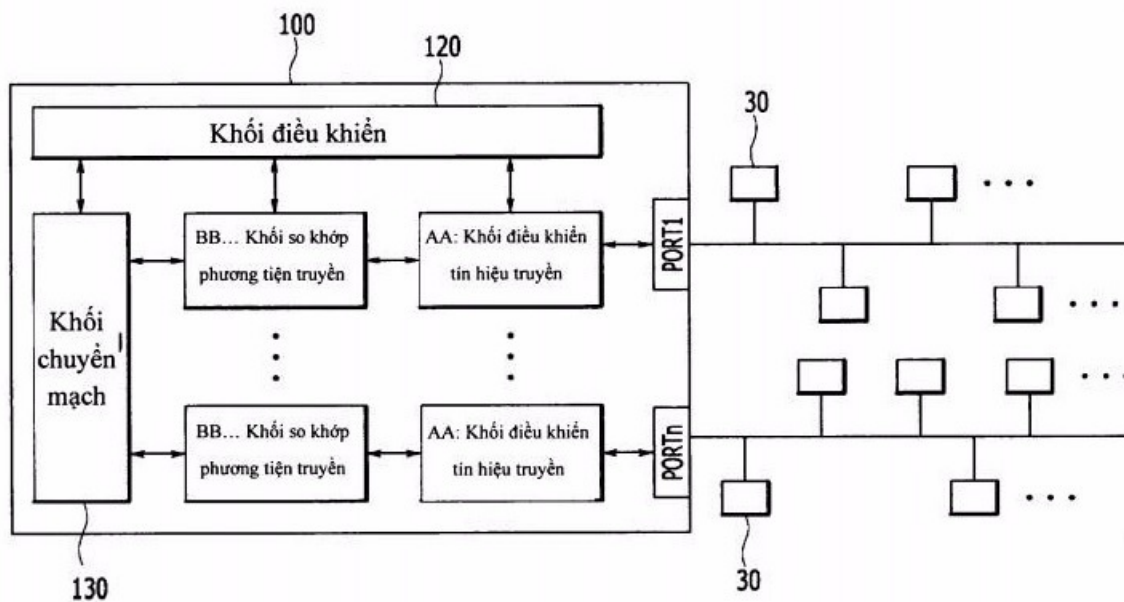 100
120
Khối điều khiển
30
BB... Khối so khớp
phương tiện truyền
AA: Khối điều khiển
tín hiệu truyền
PORT1
Khối
chuyển
mạch
BB... Khối so khớp
phương tiện truyền
AA: Khối điều khiển
tín hiệu truyền
PORTn
130
30